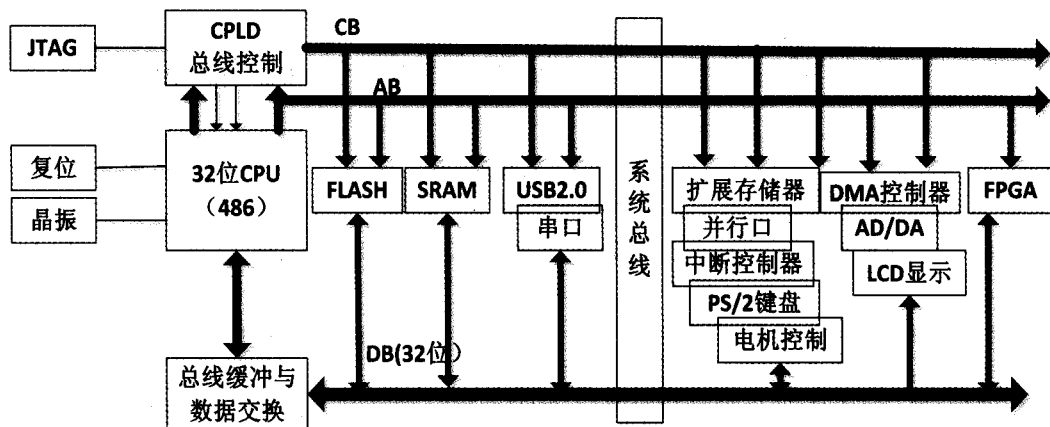 JTAG
CPLD
总线控制
CB
AB
复位
晶振
32位CPU
（486）
FLASH
SRAM
USB2.0
串口
系统总线
扩展存储器
并行口
中断控制器
PS/2键盘
电机控制
DMA控制器
AD/DA
LCD显示
FPGA
DB(32位）
总线缓冲与
数据交换